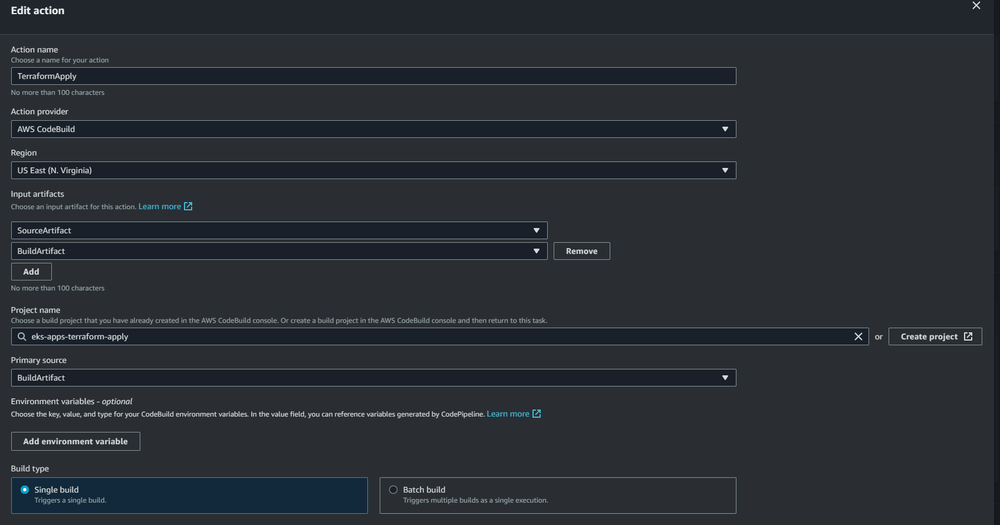 Edit action
Action name
Choose a name for your action
TerraformApply
No more than 100 characters
Action provider
AWS CodeBuild
Region
US East (N. Virginia)
Input artifacts
Choose an input artifact for this action. Learn more
SourceArtifact
BuildArtifact
Remove
Add
No more than 100 characters
Project name
Choose a build project that you have already created in the AWS CodeBuild console. Or create a build project in the AWS CodeBuild console and then return to this task.
eks-apps-terraform-apply
or
Create project
Primary source
BuildArtifact
Environment variables - optional
Choose the key, value, and type for your CodeBuild environment variables. In the value field, you can reference variables generated by CodePipeline. Learn more
Add environment variable
Build type
Single build
Triggers a single build.
Batch build
Triggers multiple builds as a single execution.